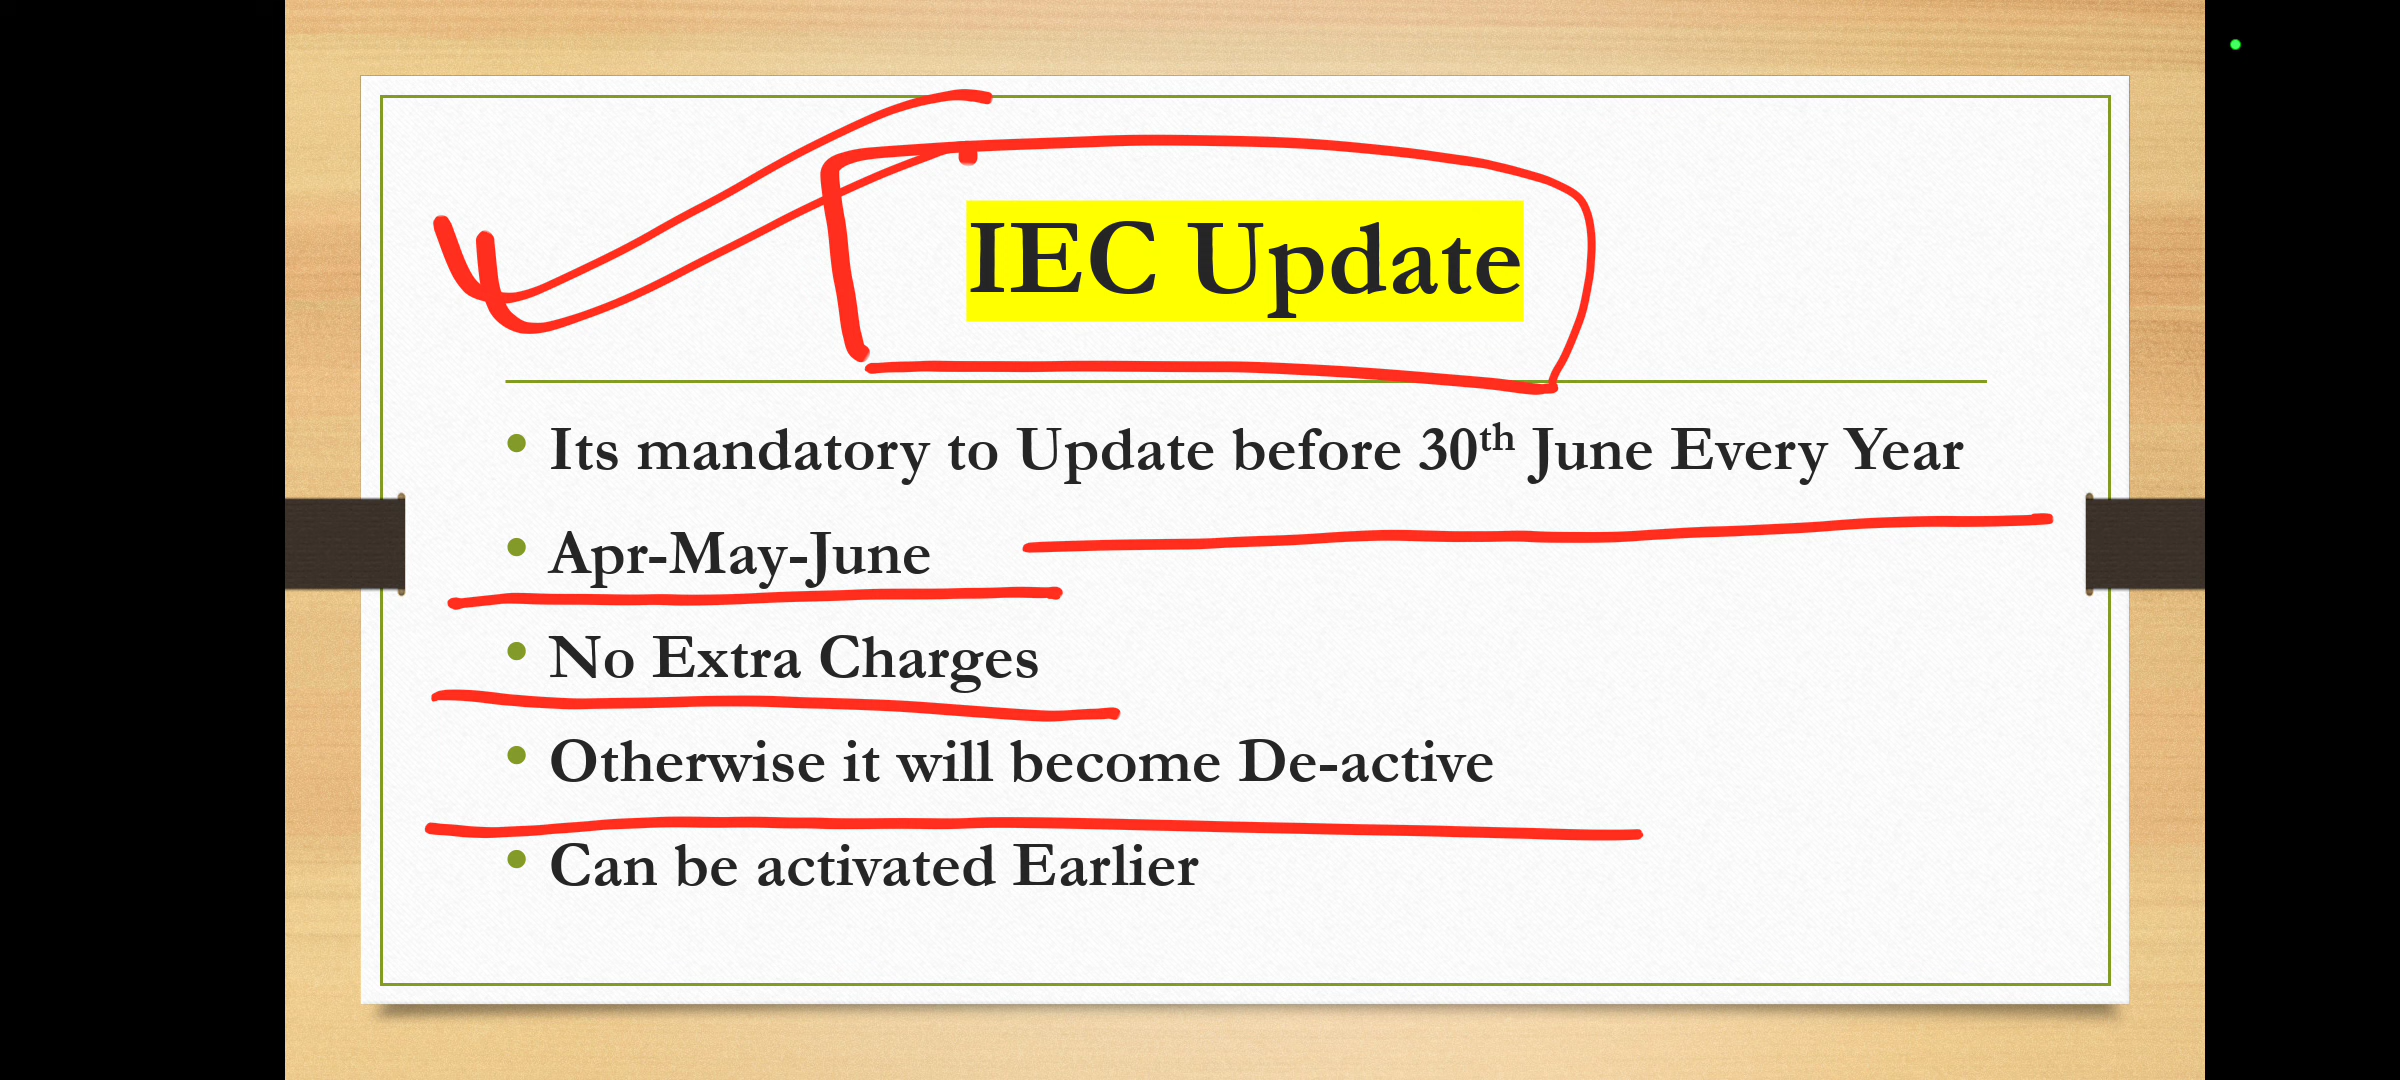 IEC Update
• Its mandatory to Update before 30th June Every Year
• Apr-May-June
• No Extra Charges
• Otherwise it will become De-active
• Can be activated Earlier